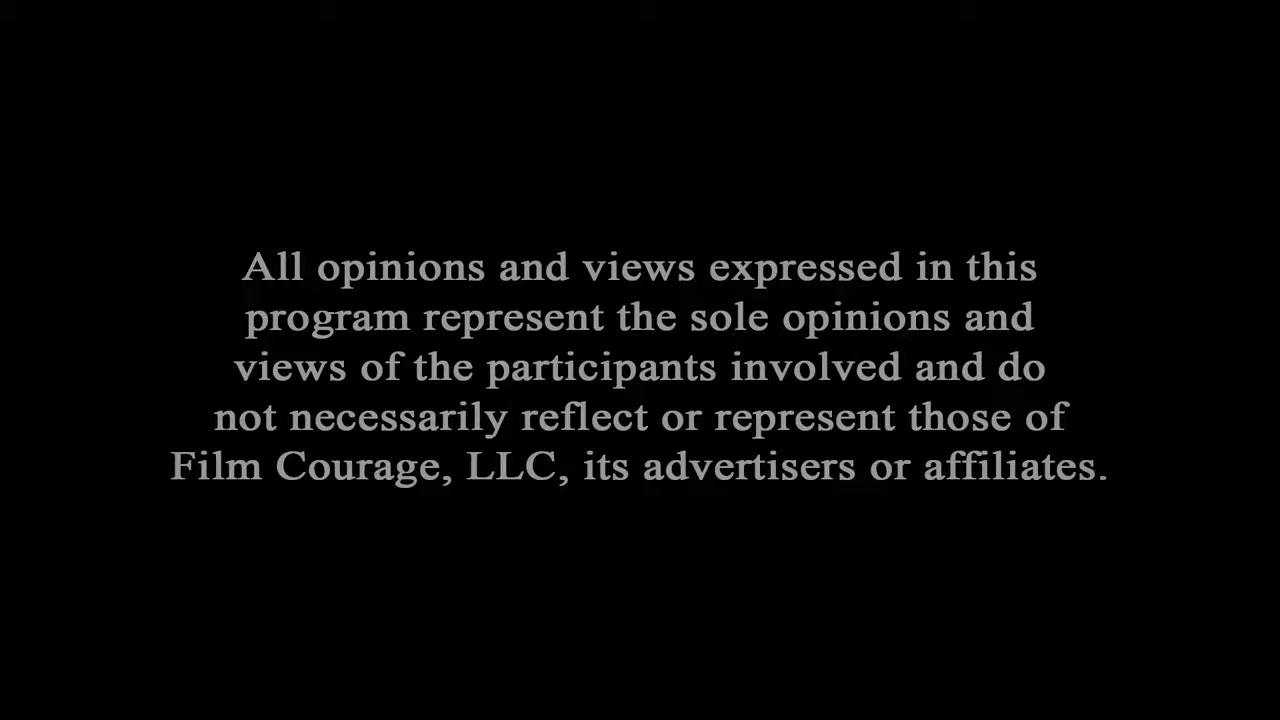 All opinions and views expressed in this
program represent the sole opinions and
views of the participants involved and do
not necessarily reflect or represent those of
Film Courage, LLC, its advertisers or affiliates.